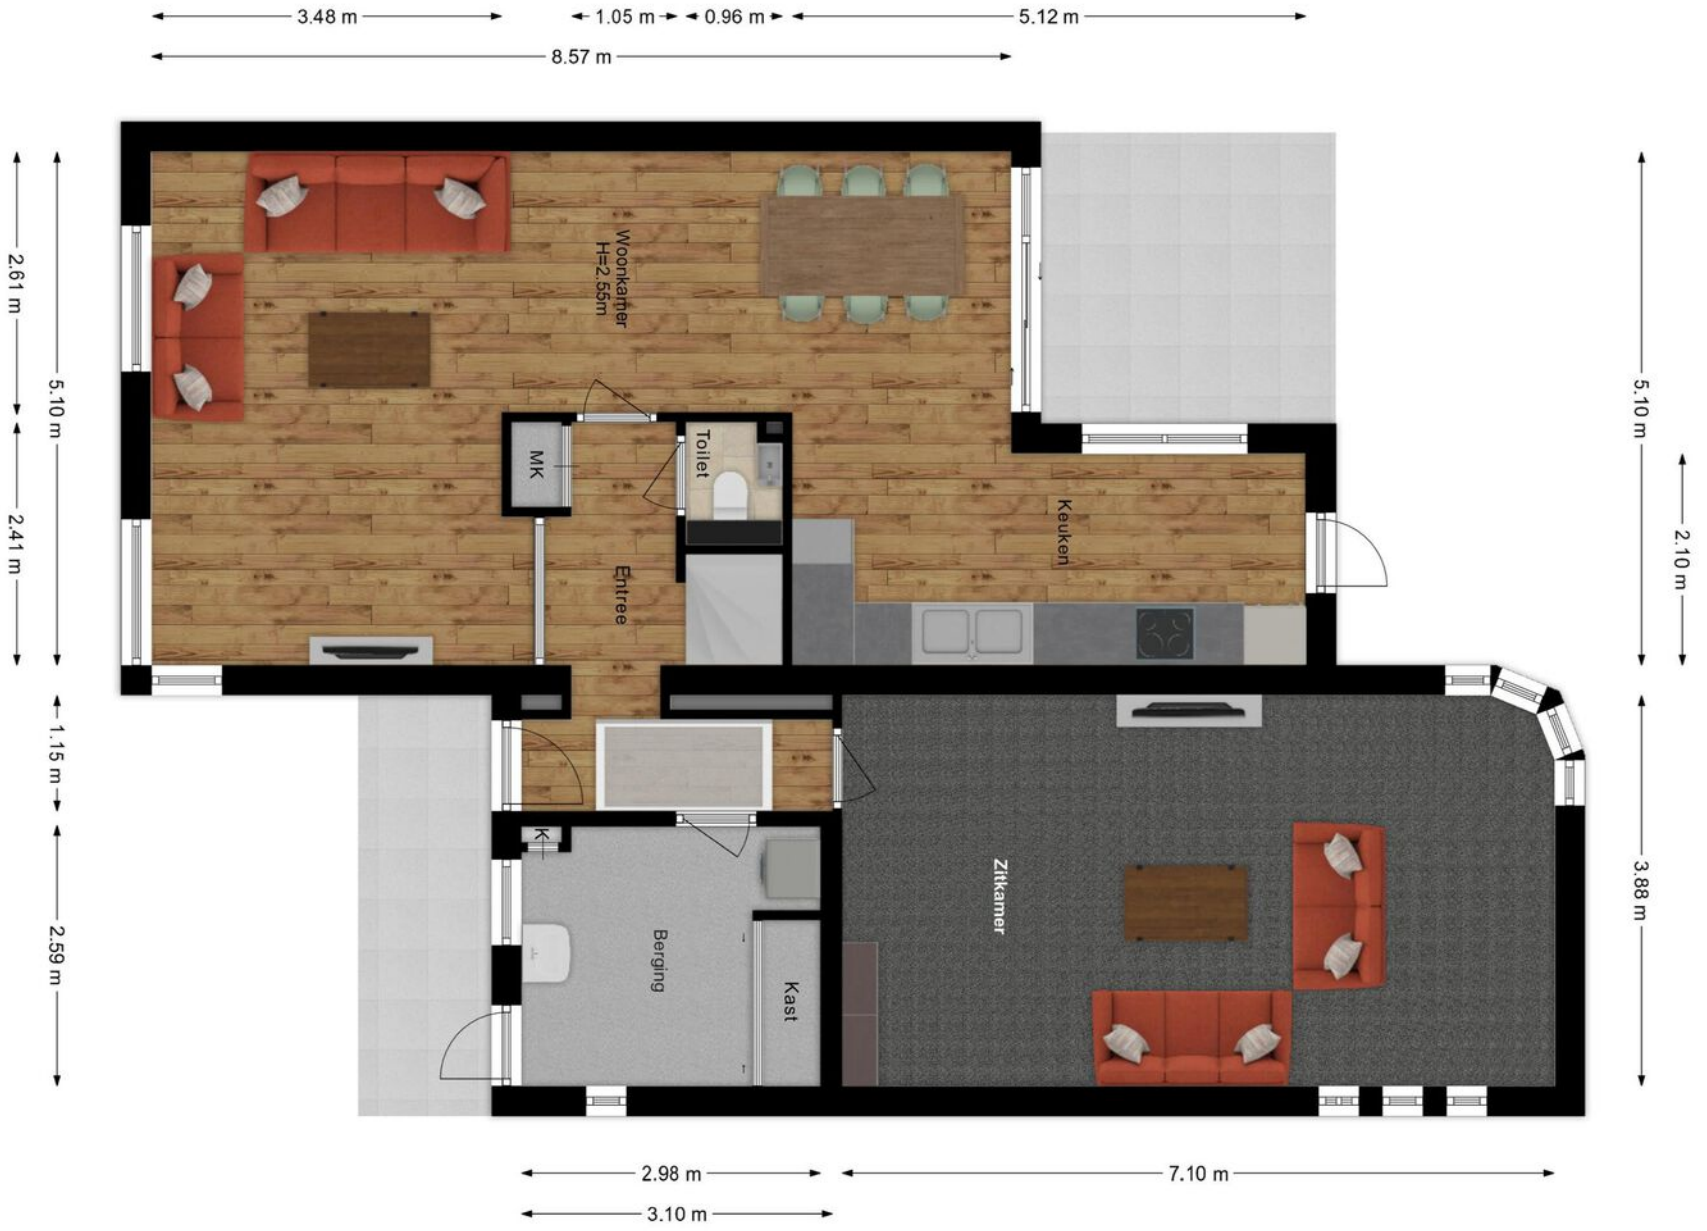 3.48 m
1.05 m
0.96 m
5.12 m
8.57 m
2.61 m
5.10 m
2.41 m
1.15 m
2.59 m
Woonkamer
H=2.55m
MK
Toilet
Entree
Keuken
5.10 m
2.10 m
3.88 m
K
Berging
Kast
Zitkamer
2.98 m
7.10 m
3.10 m